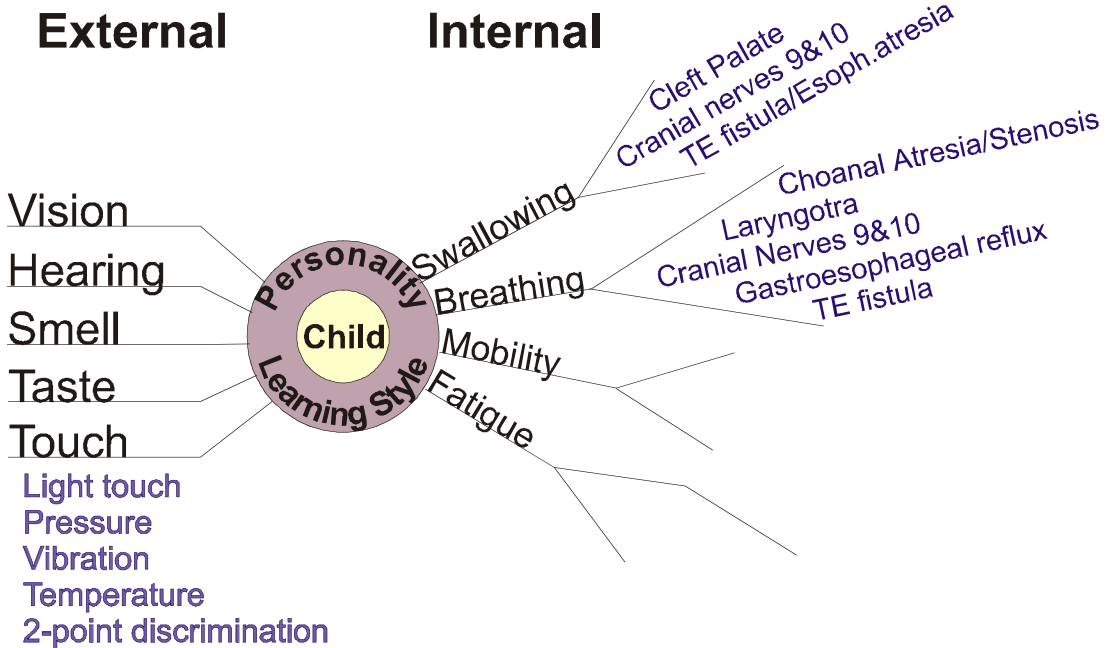 External
Internal
Vision
Hearing
Smell
Taste
Touch
Light touch
Pressure
Vibration
Temperature
2-point discrimination
Personality
Child
Learning Style
Swallowing
Cleft Palate
Cranial nerves 9&10
TE fistula/Esoph.atresia
Breathing
Choanal Atresia/Stenosis
Laryngotra
Cranial Nerves 9&10
Gastroesophageal reflux
TE fistula
Mobility
Fatigue